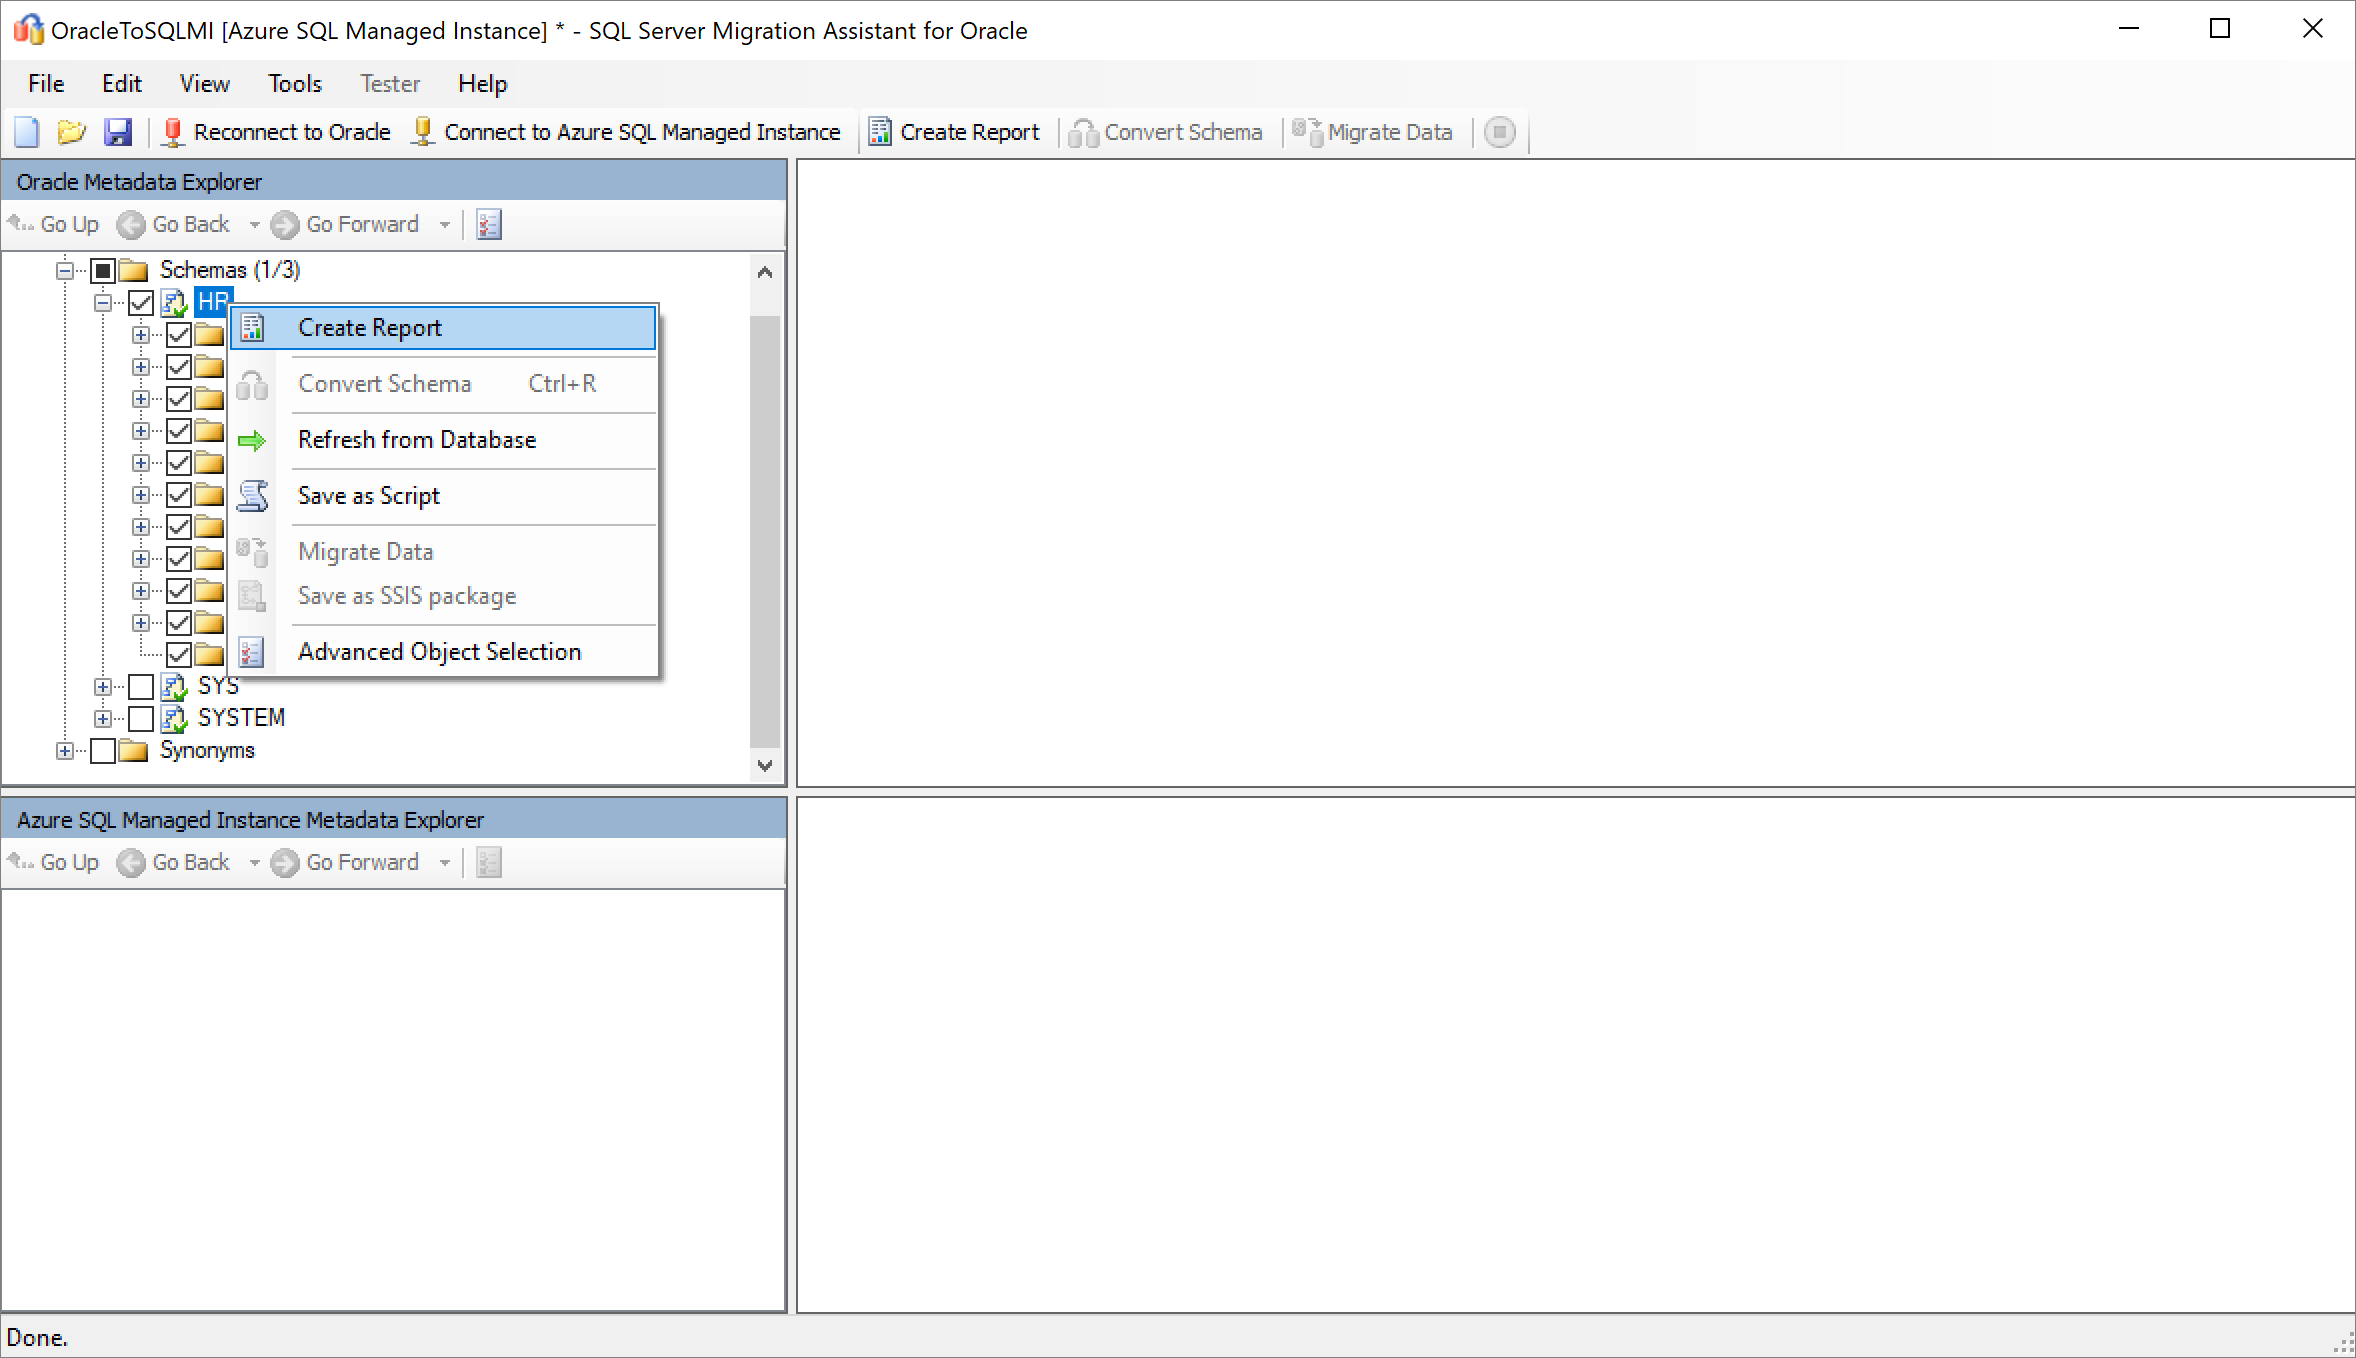 OracleToSQLMI [Azure SQL Managed Instance] * - SQL Server Migration Assistant for Oracle
File Edit View Tools Tester Help
Reconnect to Oracle Connect to Azure SQL Managed Instance Create Report Convert Schema Migrate Data
Oracle Metadata Explorer
Go Up Go Back Go Forward
Schemas (1/3)
HR
Create Report
Convert Schema Ctrl+R
Refresh from Database
Save as Script
Migrate Data
Save as SSIS package
Advanced Object Selection
SYS
SYSTEM
Synonyms
Azure SQL Managed Instance Metadata Explorer
Go Up Go Back Go Forward
Done.